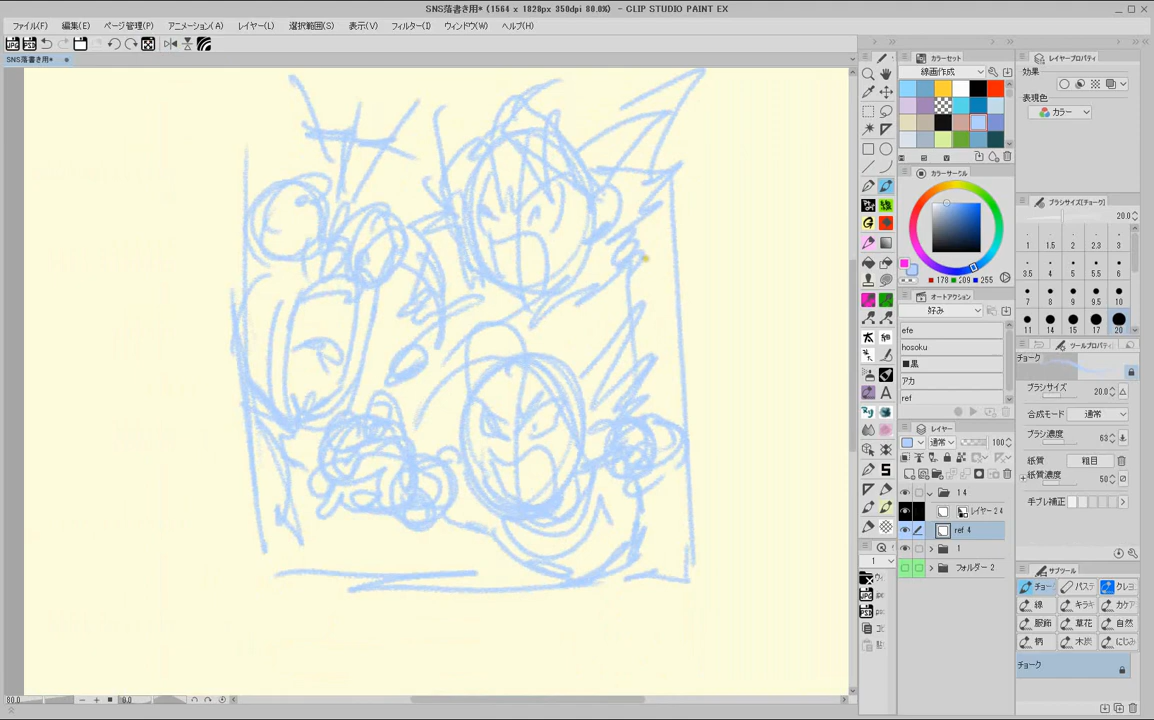 SNS落書き用* (1564 x 1828px 350dpi 80.0%) - CLIP STUDIO PAINT EX
ファイル(F) 編集(E) ページ管理(P) アニメーション(A) レイヤー(L) 選択範囲(S) 表示(V) フィルター(I) ウィンドウ(W) ヘルプ(H)
JPG PSD
SNS落書き用*
カラーセット
線画作成
カラーサークル
178 209 255
オートアクション
好み
efe
hosoku
■黒
アカ
ref
レイヤー
通常 100
14
レイヤー 24
ref 4
1
フォルダー 2
レイヤープロパティ
効果
表現色
カラー
ブラシサイズ[チョーク]
20.0
1 1.5 2 2.3 3
3.5 4 5 6 6
7 8 9 9.5 10
11 14 15 17 20
ツールプロパティ
チョーク
ブラシサイズ 20.0
合成モード 通常
ブラシ濃度 63
紙質 粗目
紙質濃度 50
手ブレ補正
サブツール
チョー パステ クレヨ
線 キラキ カケア
服飾 草花 自然
柄 木炭 にじみ
チョーク
1
JPG
PSD
80.0 0.0